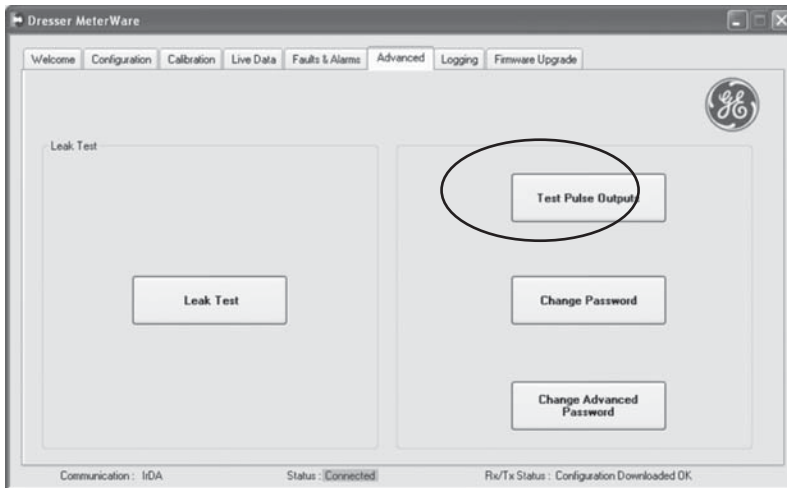 Dresser MeterWare
Welcome Configuration Calibration Live Data Faults & Alarms Advanced Logging Firmware Upgrade
GE
Leak Test
Test Pulse Outputs
Leak Test
Change Password
Change Advanced
Password
Communication : IrDA Status : Connected Rx/Tx Status : Configuration Downloaded OK